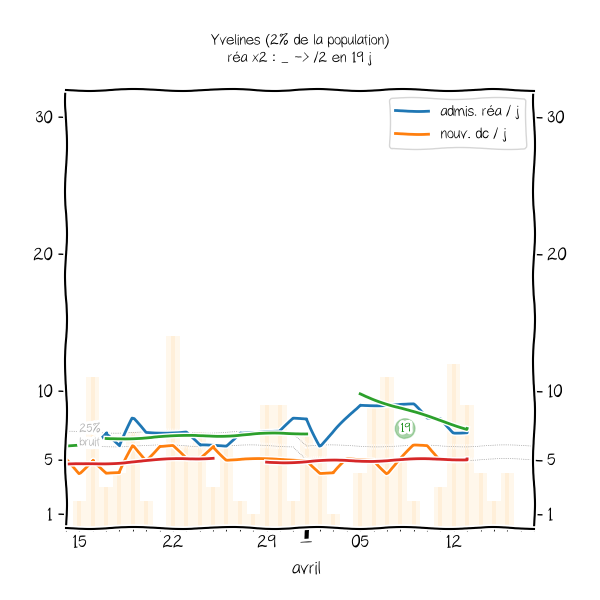 Yvelines (2% de la population)
réa x2 : _ -> /2 en 19 j
admis. réa / j
nouv. dc / j
30
30
20
20
10
10
25%
bruit
19
5
5
1
1
15
22
29
05
12
avril